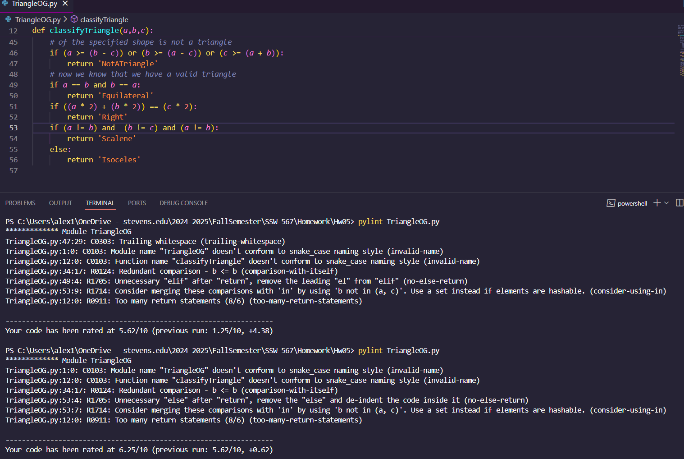 TriangleOG.py
TriangleOG.py > classifyTriangle
12 def classifyTriangle(a,b,c):
45 # of the specified shape is not a triangle
46 if (a >= (b - c)) or (b >= (a - c)) or (c >= (a + b)):
47 return 'NotATriangle'
48 # now we know that we have a valid triangle
49 if a == b and b == a:
50 return 'Equilateral'
51 if ((a * 2) + (b * 2)) == (c * 2):
52 return 'Right'
53 if (a != b) and (b != c) and (a != b):
54 return 'Scalene'
55 else:
56 return 'Isoceles'
57
PROBLEMS OUTPUT TERMINAL PORTS DEBUG CONSOLE powershell
PS C:\Users\alex1\OneDrive stevens.edu\2024 2025\FallSemester\SSW 567\Homework\Hw05> pylint TriangleOG.py
************* Module TriangleOG
TriangleOG.py:47:29: C0303: Trailing whitespace (trailing-whitespace)
TriangleOG.py:1:0: C0103: Module name "TriangleOG" doesn't conform to snake_case naming style (invalid-name)
TriangleOG.py:12:0: C0103: Function name "classifyTriangle" doesn't conform to snake_case naming style (invalid-name)
TriangleOG.py:34:17: R0124: Redundant comparison - b <= b (comparison-with-itself)
TriangleOG.py:49:4: R1705: Unnecessary "elif" after "return", remove the leading "el" from "elif" (no-else-return)
TriangleOG.py:53:9: R1714: Consider merging these comparisons with 'in' by using 'b not in (a, c)'. Use a set instead if elements are hashable. (consider-using-in)
TriangleOG.py:12:0: R0911: Too many return statements (8/6) (too-many-return-statements)
------------------------------------------------------------------
Your code has been rated at 5.62/10 (previous run: 1.25/10, +4.38)
PS C:\Users\alex1\OneDrive stevens.edu\2024 2025\FallSemester\SSW 567\Homework\Hw05> pylint TriangleOG.py
************* Module TriangleOG
TriangleOG.py:1:0: C0103: Module name "TriangleOG" doesn't conform to snake_case naming style (invalid-name)
TriangleOG.py:12:0: C0103: Function name "classifyTriangle" doesn't conform to snake_case naming style (invalid-name)
TriangleOG.py:34:17: R0124: Redundant comparison - b <= b (comparison-with-itself)
TriangleOG.py:53:4: R1705: Unnecessary "else" after "return", remove the "else" and de-indent the code inside it (no-else-return)
TriangleOG.py:53:7: R1714: Consider merging these comparisons with 'in' by using 'b not in (a, c)'. Use a set instead if elements are hashable. (consider-using-in)
TriangleOG.py:12:0: R0911: Too many return statements (8/6) (too-many-return-statements)
------------------------------------------------------------------
Your code has been rated at 6.25/10 (previous run: 5.62/10, +0.62)